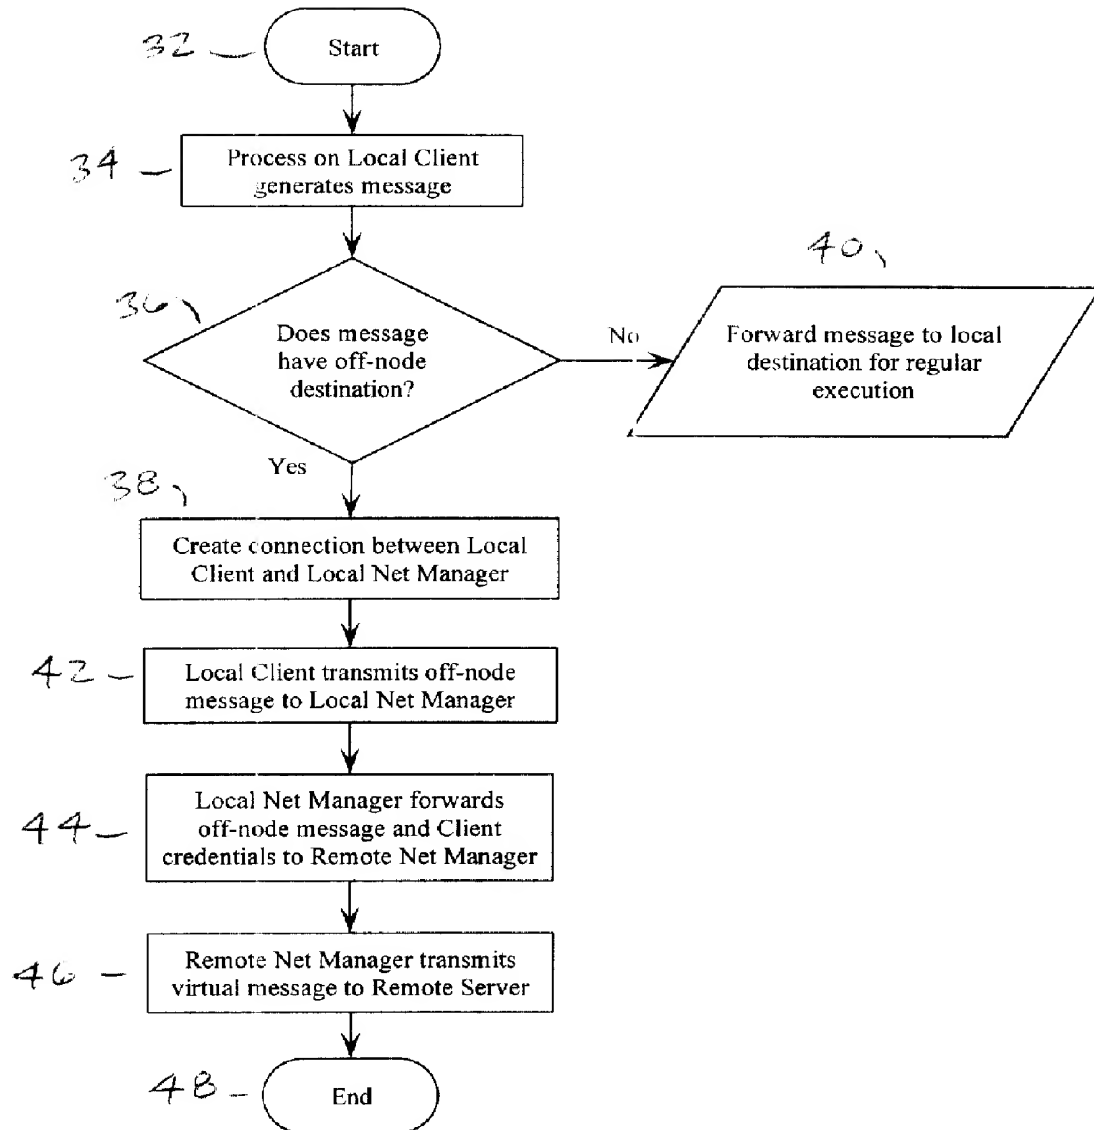 32
Start
34
Process on Local Client
generates message
36
Does message
have off-node
destination?
No
40
Forward message to local
destination for regular
execution
Yes
38
Create connection between Local
Client and Local Net Manager
42
Local Client transmits off-node
message to Local Net Manager
44
Local Net Manager forwards
off-node message and Client
credentials to Remote Net Manager
46
Remote Net Manager transmits
virtual message to Remote Server
48
End